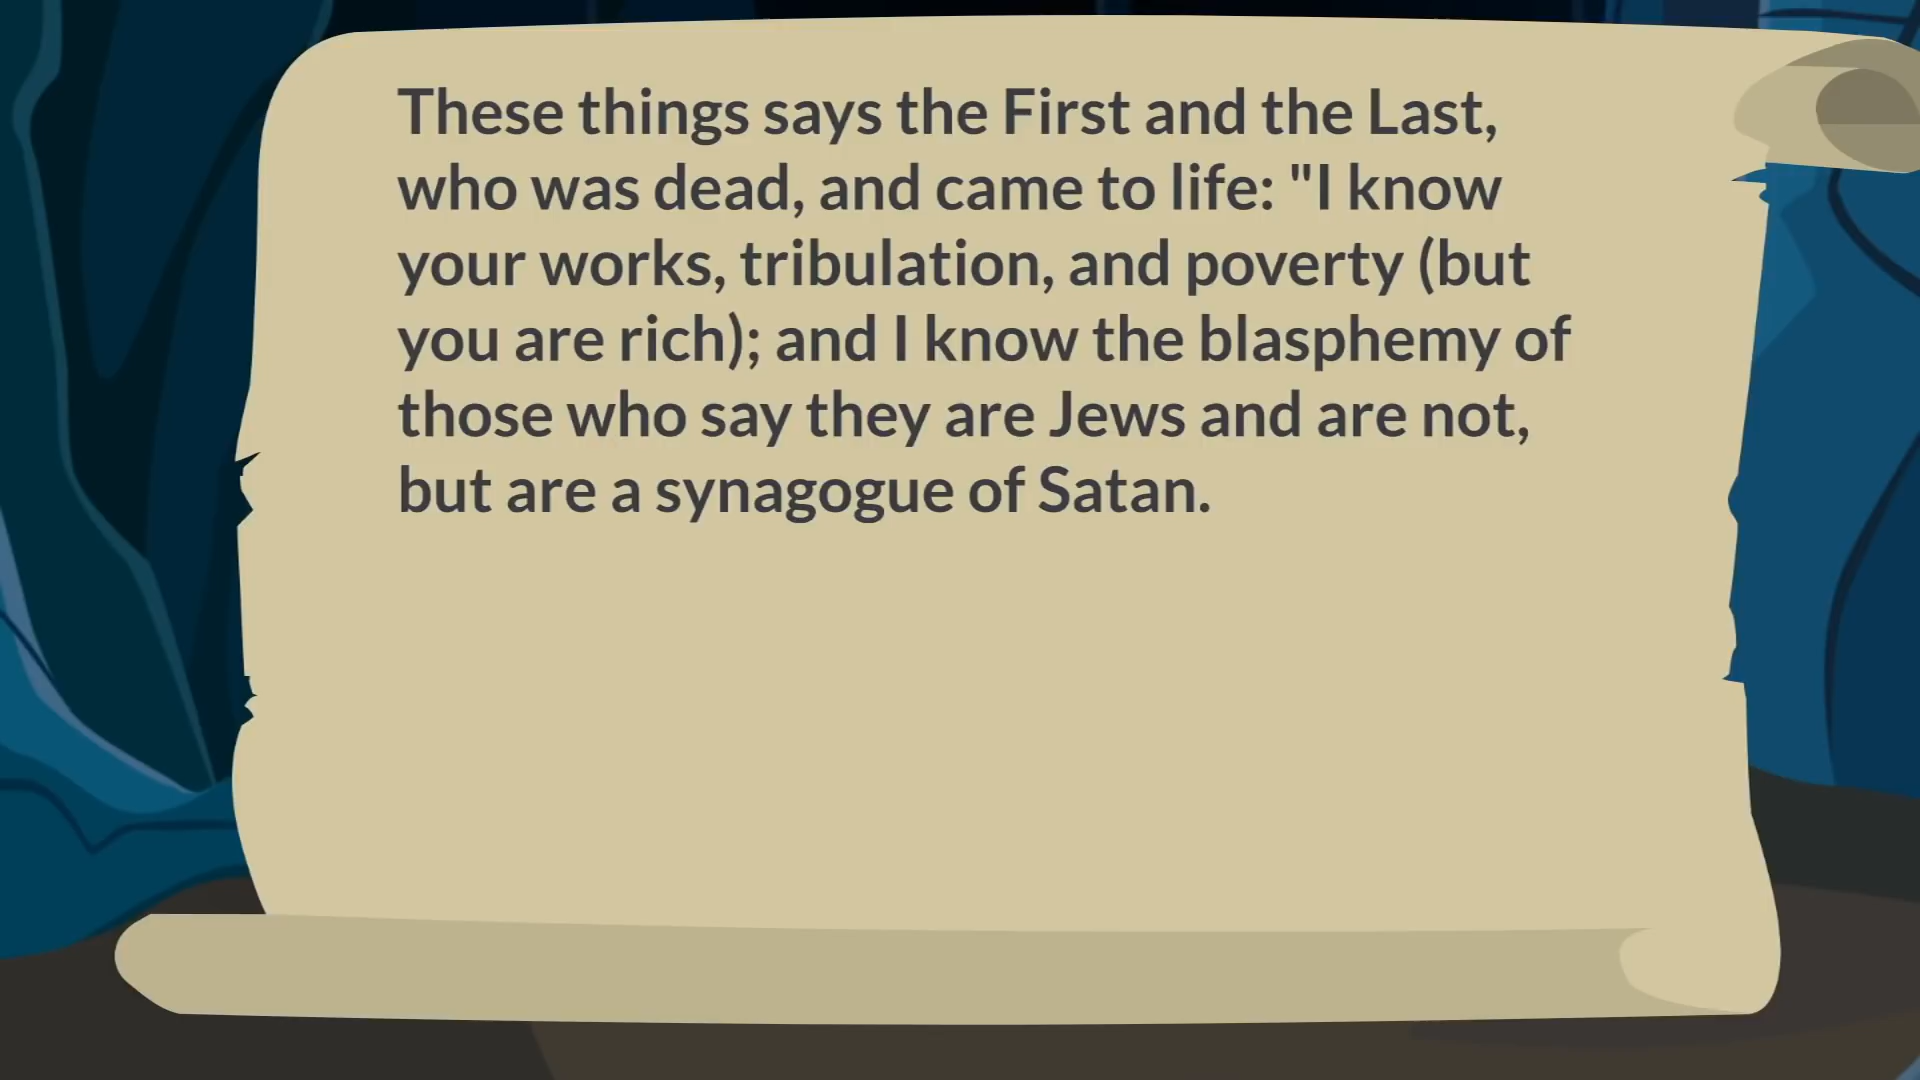 These things says the First and the Last,
who was dead, and came to life: "I know
your works, tribulation, and poverty (but
you are rich); and I know the blasphemy of
those who say they are Jews and are not,
but are a synagogue of Satan.